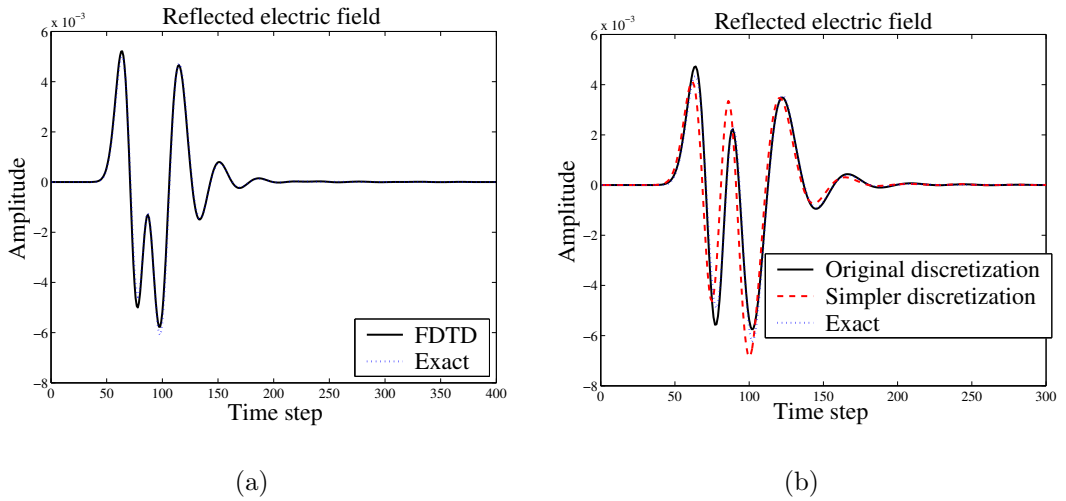 Reflected electric field
x 10⁻³
6
4
2
0
−2
−4
−6
−8
Amplitude
0 50 100 150 200 250 300 350 400
Time step
FDTD
Exact
(a)
Reflected electric field
x 10⁻³
6
4
2
0
−2
−4
−6
−8
Amplitude
0 50 100 150 200 250 300
Time step
Original discretization
Simpler discretization
Exact
(b)